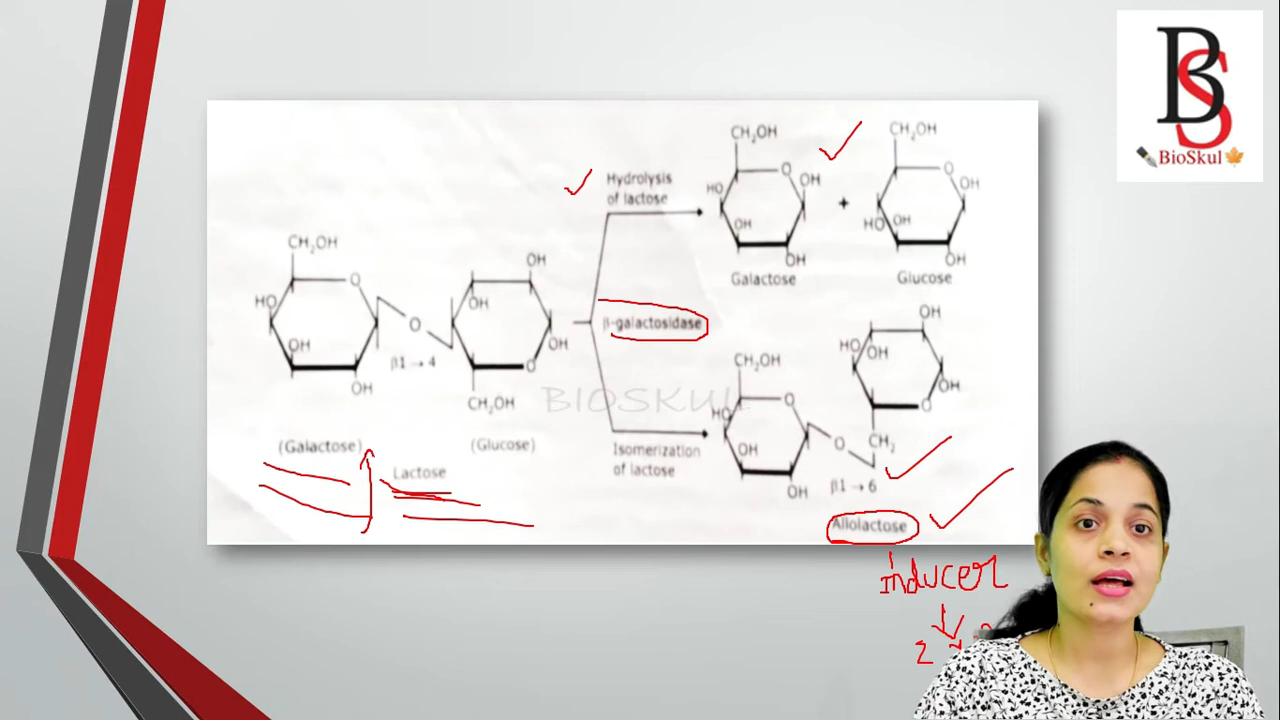 BS
BioSkul
CH₂OH
O
OH
HO
OH
OH
Galactose
+
CH₂OH
O
OH
HO
OH
OH
Glucose
Hydrolysis
of lactose
CH₂OH
O
HO
OH
OH
(Galactose)
O
β1→4
Lactose
OH
OH
OH
O
CH₂OH
(Glucose)
β-galactosidase
BIOSKUL
Isomerization
of lactose
CH₂OH
O
HO
OH
OH
O
β1→6
OH
HO
OH
OH
O
CH₂
Allolactose
inducer